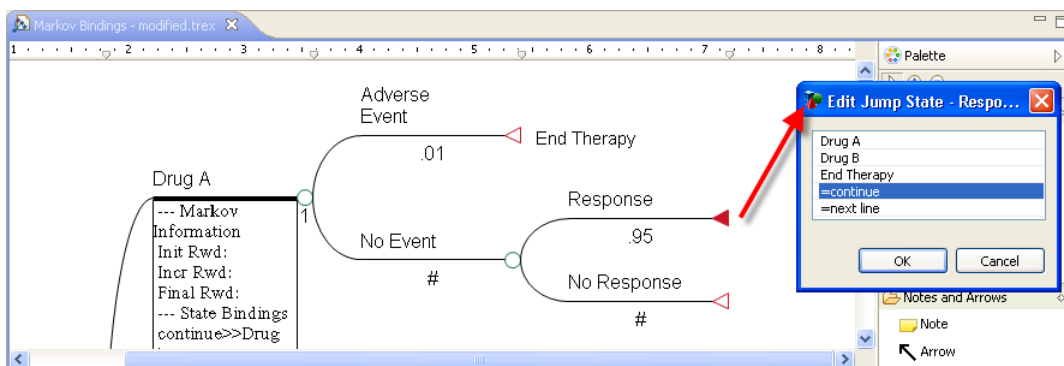 Markov Bindings - modified.trex
1 2 3 4 5 6 7 8
Palette
Adverse
Event
End Therapy
.01
Drug A
1
--- Markov
Information
Init Rwd:
Incr Rwd:
Final Rwd:
--- State Bindings
continue>>Drug
No Event
#
Response
.95
No Response
#
Edit Jump State - Respo...
Drug A
Drug B
End Therapy
=continue
=next line
OK Cancel
Notes and Arrows
Note
Arrow